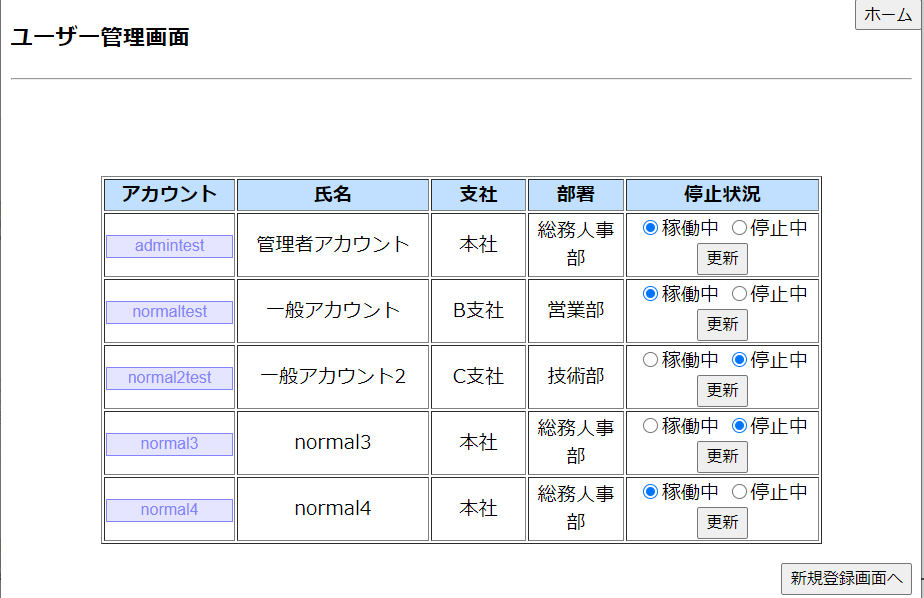 ホーム
ユーザー管理画面
アカウント 氏名 支社 部署 停止状況
admintest 管理者アカウント 本社 総務人事部 稼働中 停止中
更新
normaltest 一般アカウント B支社 営業部 稼働中 停止中
更新
normal2test 一般アカウント2 C支社 技術部 稼働中 停止中
更新
normal3 normal3 本社 総務人事部 稼働中 停止中
更新
normal4 normal4 本社 総務人事部 稼働中 停止中
更新
新規登録画面へ